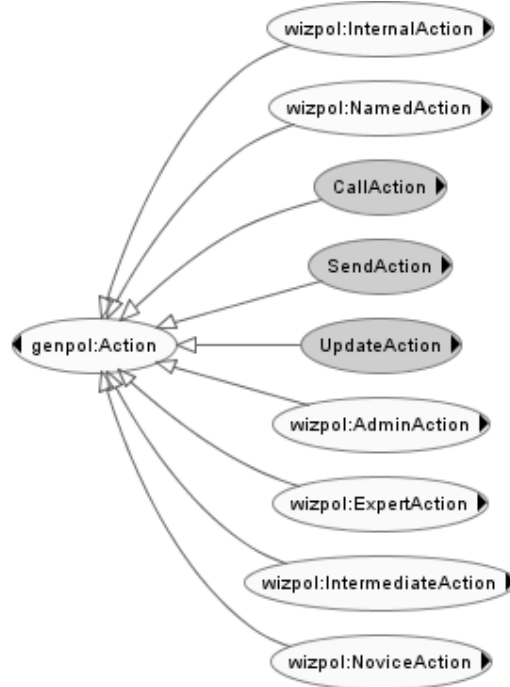 wizpol:InternalAction
wizpol:NamedAction
CallAction
SendAction
genpol:Action
UpdateAction
wizpol:AdminAction
wizpol:ExpertAction
wizpol:IntermediateAction
wizpol:NoviceAction